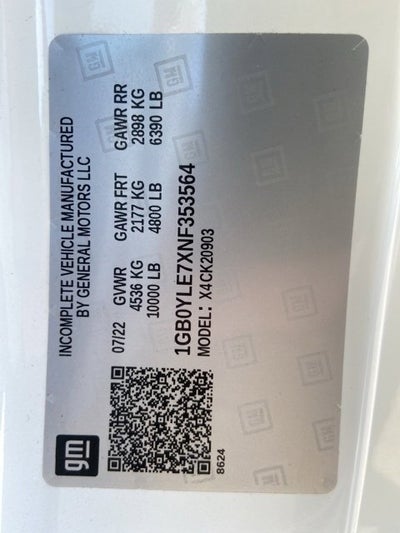 gm
INCOMPLETE VEHICLE MANUFACTURED
BY GENERAL MOTORS LLC
07/22 GVWR GAWR FRT GAWR RR
4536 KG 2177 KG 2898 KG
10000 LB 4800 LB 6390 LB
1GB0YLE7XNF353564
MODEL: X4CK20903
8624